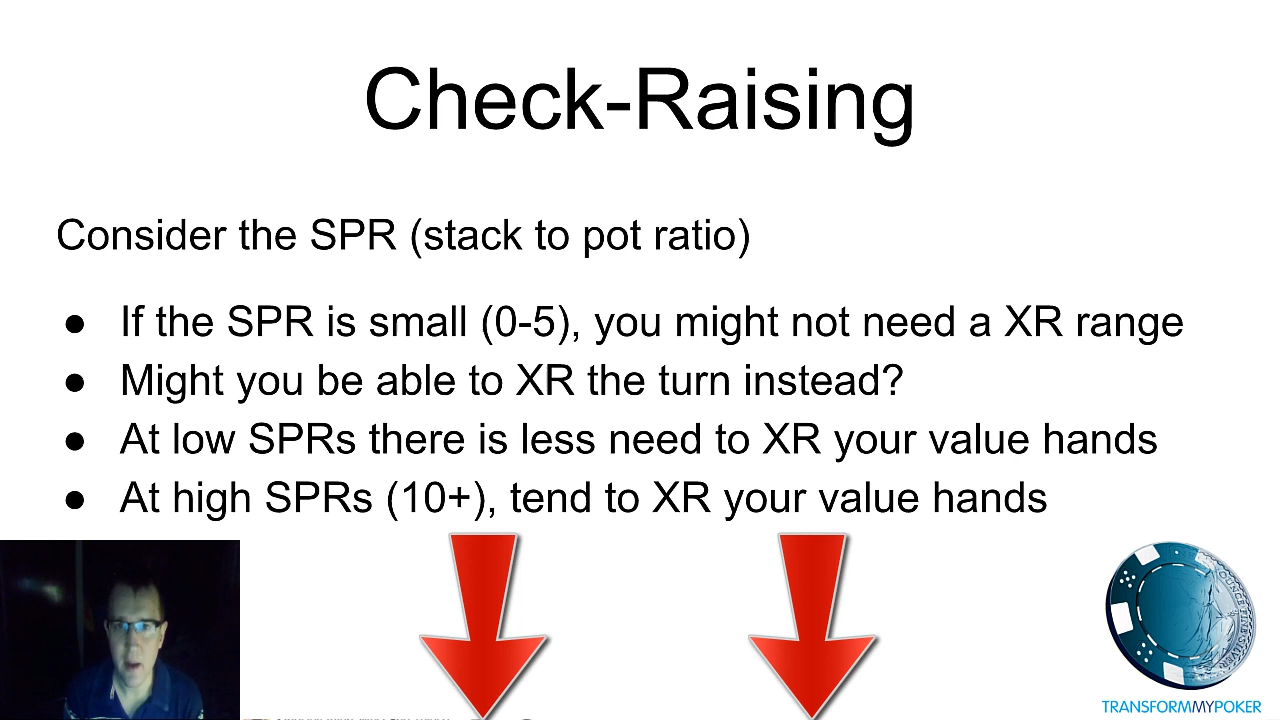 Check-Raising
Consider the SPR (stack to pot ratio)
● If the SPR is small (0-5), you might not need a XR range
● Might you be able to XR the turn instead?
● At low SPRs there is less need to XR your value hands
● At high SPRs (10+), tend to XR your value hands
TRANSFORMMYPOKER